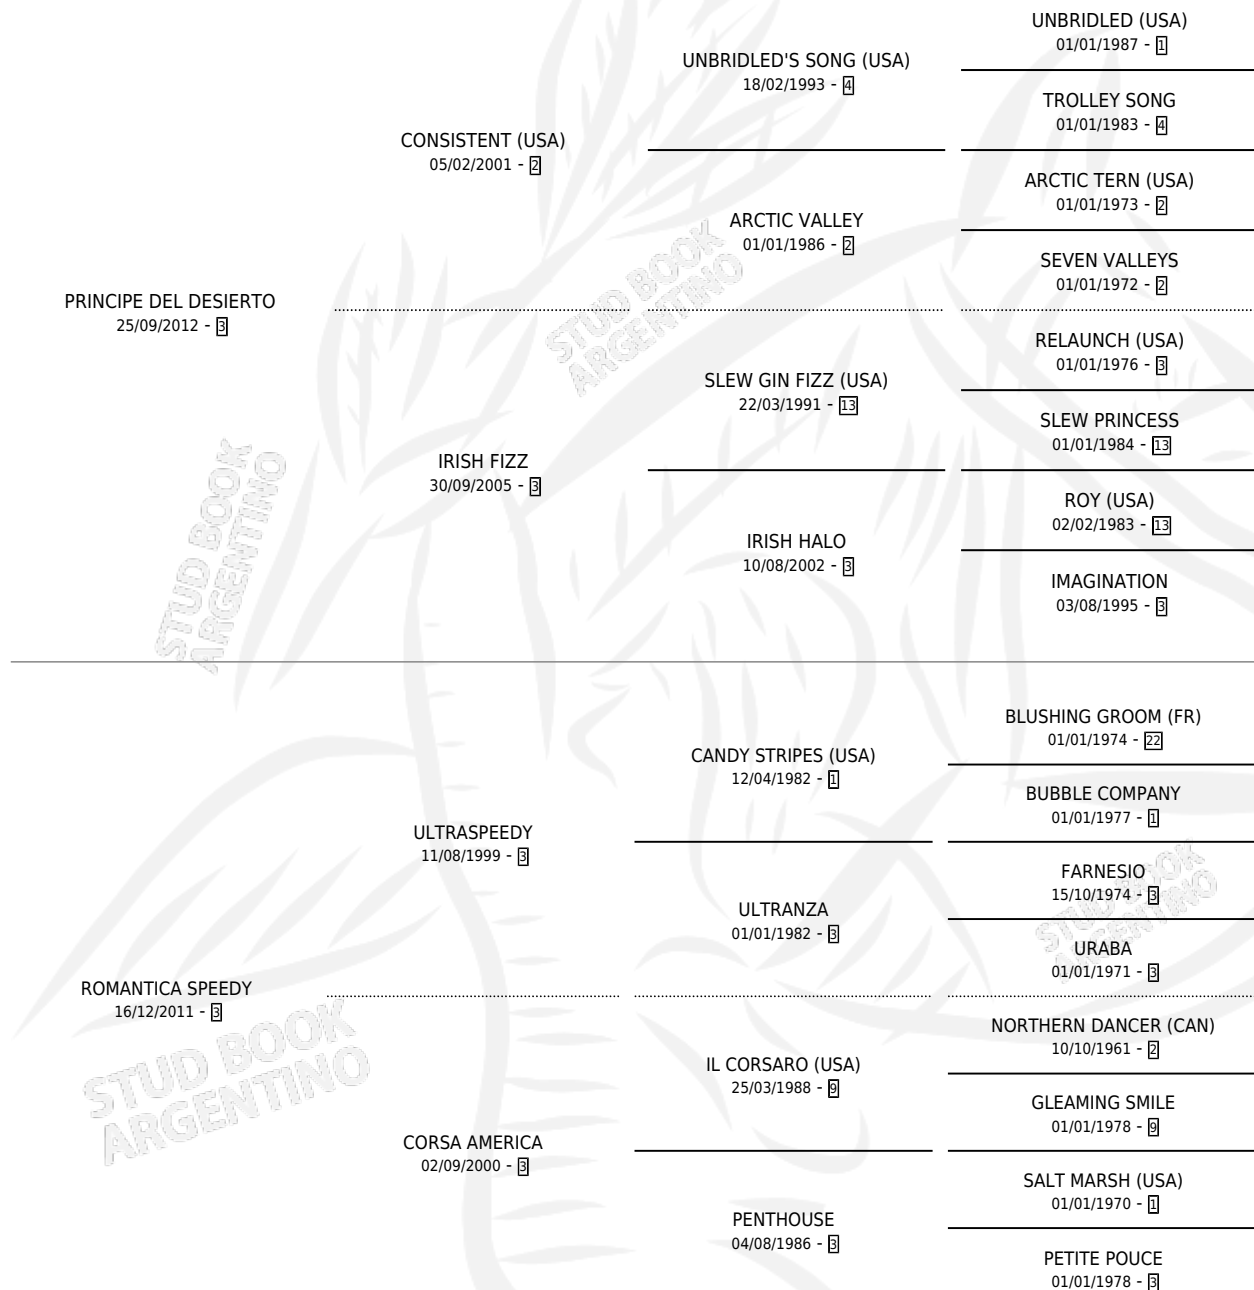 UNBRIDLED (USA)
01/01/1987 - 1
UNBRIDLED'S SONG (USA)
18/02/1993 - 4
TROLLEY SONG
01/01/1983 - 4
CONSISTENT (USA)
05/02/2001 - 2
ARCTIC TERN (USA)
01/01/1973 - 2
ARCTIC VALLEY
01/01/1986 - 2
SEVEN VALLEYS
01/01/1972 - 2
PRINCIPE DEL DESIERTO
25/09/2012 - 3
RELAUNCH (USA)
01/01/1976 - 3
SLEW GIN FIZZ (USA)
22/03/1991 - 13
SLEW PRINCESS
01/01/1984 - 13
IRISH FIZZ
30/09/2005 - 3
ROY (USA)
02/02/1983 - 13
IRISH HALO
10/08/2002 - 3
IMAGINATION
03/08/1995 - 3
STUD BOOK
ARGENTINO
STUD BOOK
ARGENTINO
BLUSHING GROOM (FR)
01/01/1974 - 22
CANDY STRIPES (USA)
12/04/1982 - 1
BUBBLE COMPANY
01/01/1977 - 1
ULTRASPEEDY
11/08/1999 - 3
FARNESIO
15/10/1974 - 3
ULTRANZA
01/01/1982 - 3
URABA
01/01/1971 - 3
STUD BOOK
ARGENTINO
ROMANTICA SPEEDY
16/12/2011 - 3
NORTHERN DANCER (CAN)
10/10/1961 - 2
IL CORSARO (USA)
25/03/1988 - 9
GLEAMING SMILE
01/01/1978 - 9
STUD BOOK
ARGENTINO
CORSA AMERICA
02/09/2000 - 3
SALT MARSH (USA)
01/01/1970 - 1
PENTHOUSE
04/08/1986 - 3
PETITE POUCE
01/01/1978 - 3